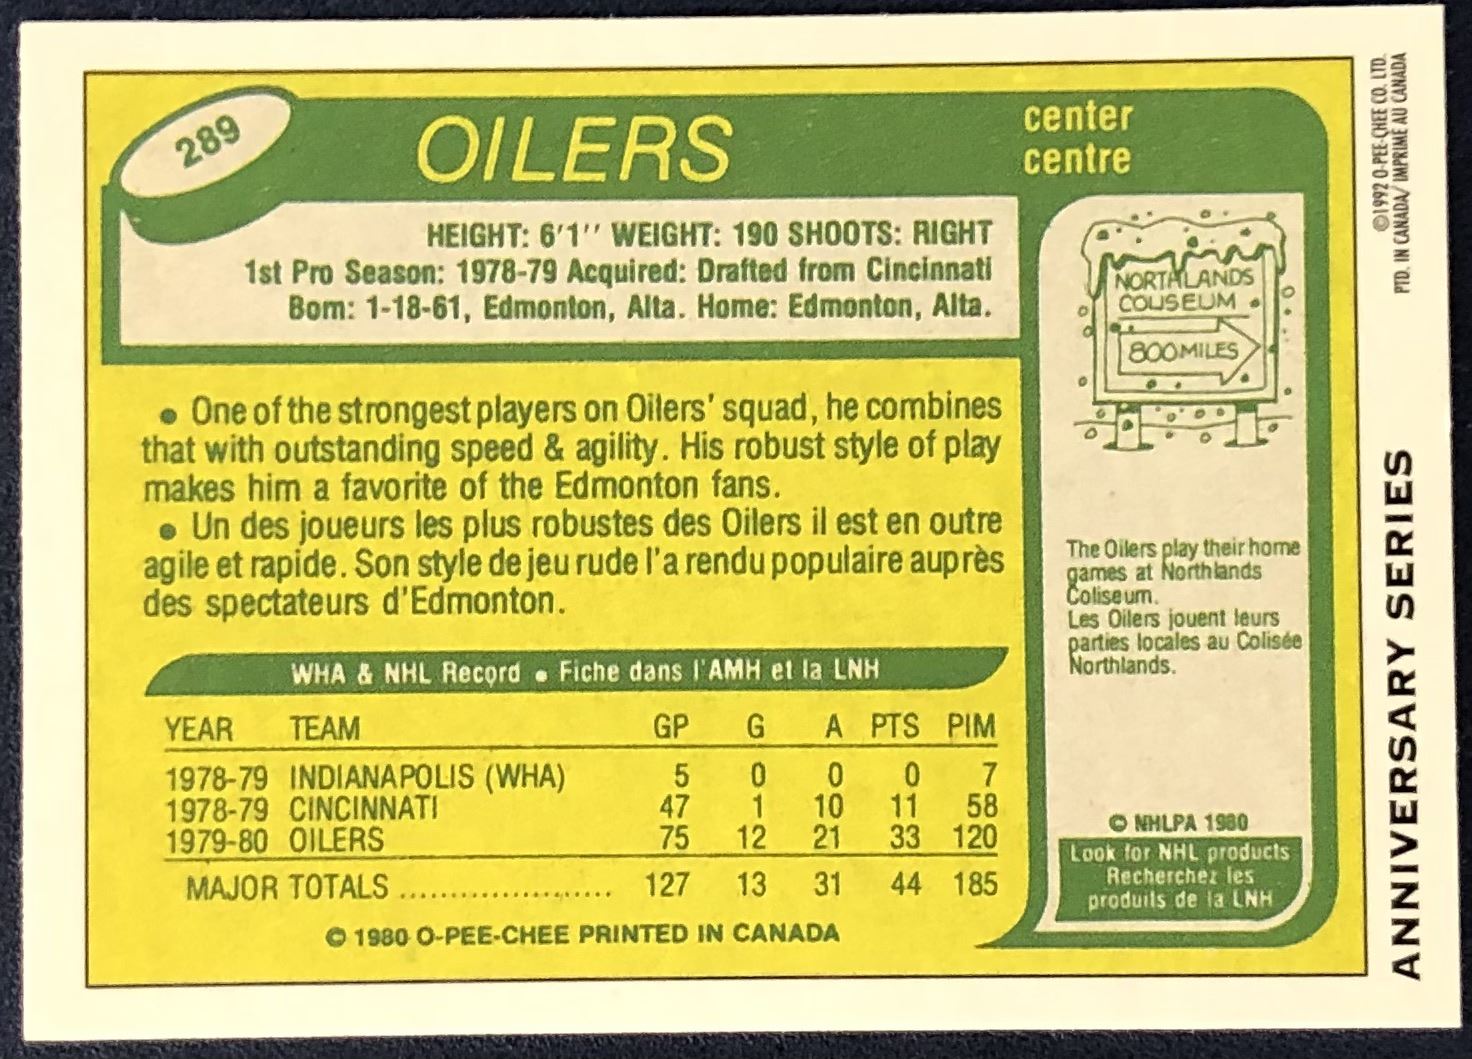 289
OILERS
center
centre
HEIGHT: 6'1'' WEIGHT: 190 SHOOTS: RIGHT
1st Pro Season: 1978-79 Acquired: Drafted from Cincinnati
Born: 1-18-61, Edmonton, Alta. Home: Edmonton, Alta.
• One of the strongest players on Oilers' squad, he combines
that with outstanding speed & agility. His robust style of play
makes him a favorite of the Edmonton fans.
• Un des joueurs les plus robustes des Oilers il est en outre
agile et rapide. Son style de jeu rude l'a rendu populaire auprès
des spectateurs d'Edmonton.
WHA & NHL Record • Fiche dans l'AMH et la LNH
YEAR TEAM GP G A PTS PIM
1978-79 INDIANAPOLIS (WHA) 5 0 0 0 7
1978-79 CINCINNATI 47 1 10 11 58
1979-80 OILERS 75 12 21 33 120
MAJOR TOTALS ...................... 127 13 31 44 185
© 1980 O-PEE-CHEE PRINTED IN CANADA
NORTHLANDS
COLISEUM
800 MILES
The Oilers play their home
games at Northlands
Coliseum.
Les Oilers jouent leurs
parties locales au Colisée
Northlands.
© NHLPA 1980
Look for NHL products
Recherchez les
produits de la LNH
©1992 O-PEE-CHEE CO. LTD.
PTD. IN CANADA/ IMPRIME AU CANADA
ANNIVERSARY SERIES